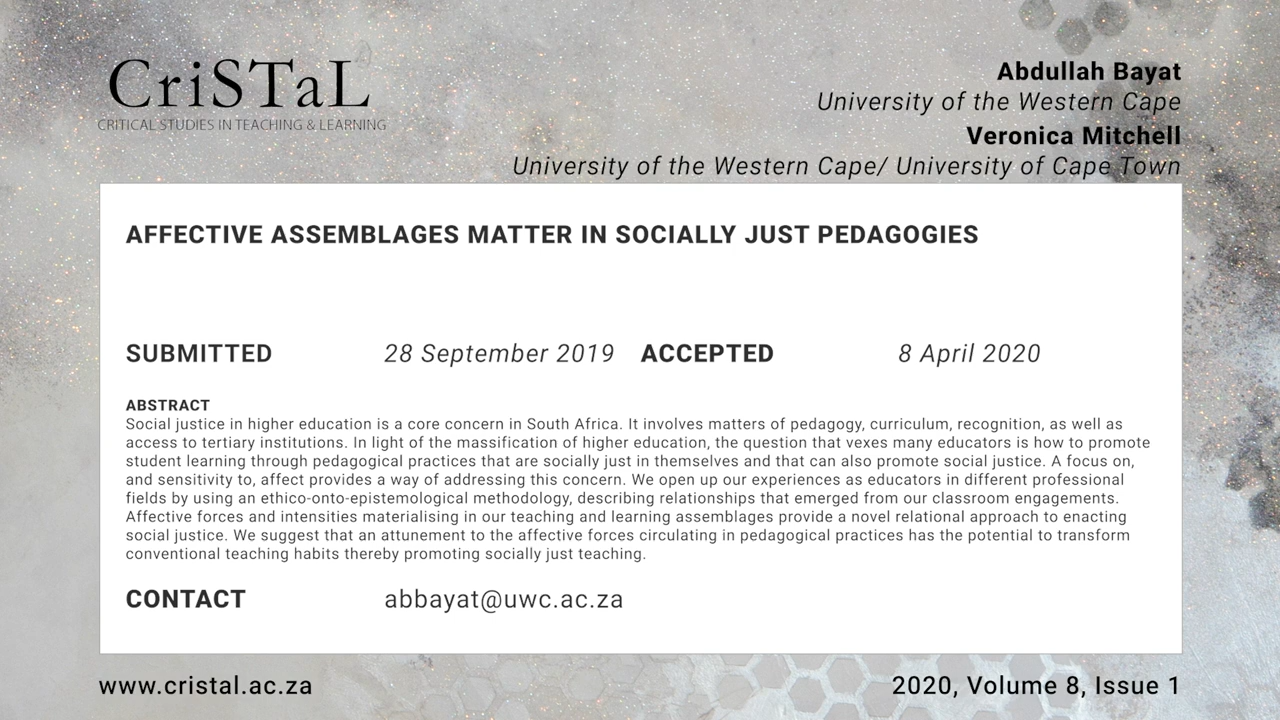 CriSTaL
CRITICAL STUDIES IN TEACHING & LEARNING
Abdullah Bayat
University of the Western Cape
Veronica Mitchell
University of the Western Cape/ University of Cape Town
AFFECTIVE ASSEMBLAGES MATTER IN SOCIALLY JUST PEDAGOGIES
SUBMITTED 28 September 2019 ACCEPTED 8 April 2020
ABSTRACT
Social justice in higher education is a core concern in South Africa. It involves matters of pedagogy, curriculum, recognition, as well as
access to tertiary institutions. In light of the massification of higher education, the question that vexes many educators is how to promote
student learning through pedagogical practices that are socially just in themselves and that can also promote social justice. A focus on,
and sensitivity to, affect provides a way of addressing this concern. We open up our experiences as educators in different professional
fields by using an ethico-onto-epistemological methodology, describing relationships that emerged from our classroom engagements.
Affective forces and intensities materialising in our teaching and learning assemblages provide a novel relational approach to enacting
social justice. We suggest that an attunement to the affective forces circulating in pedagogical practices has the potential to transform
conventional teaching habits thereby promoting socially just teaching.
CONTACT abbayat@uwc.ac.za
www.cristal.ac.za
2020, Volume 8, Issue 1